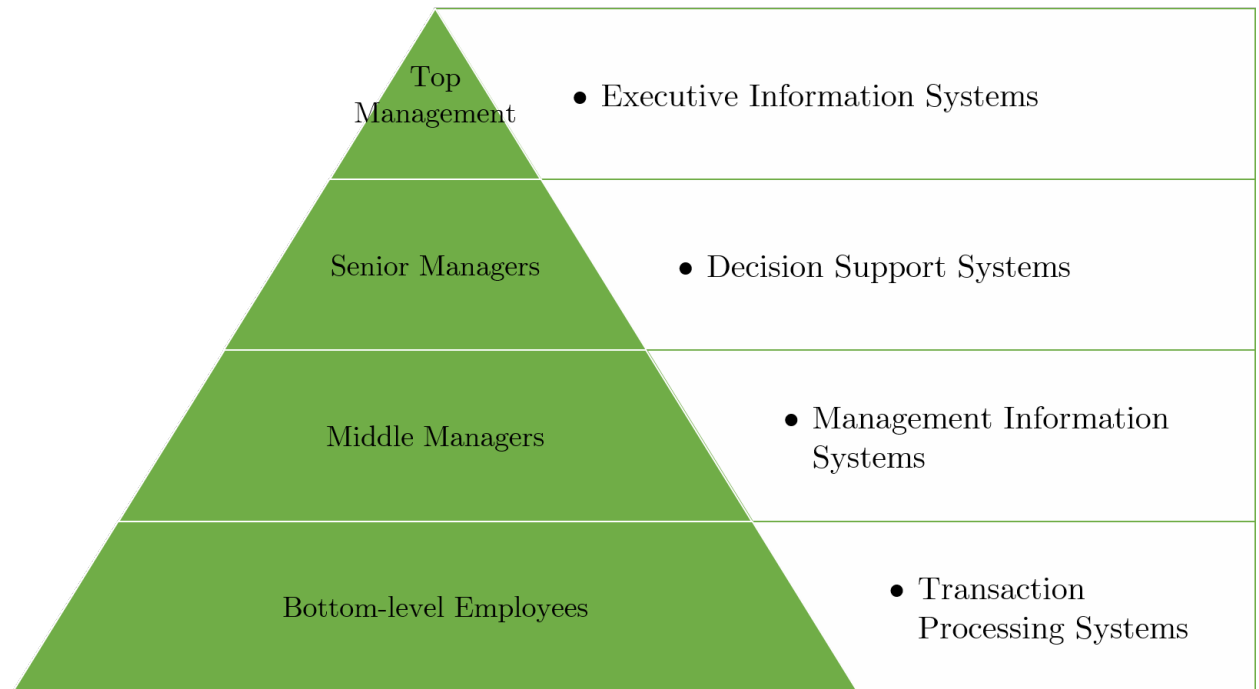 Top
Management
• Executive Information Systems
Senior Managers
• Decision Support Systems
Middle Managers
• Management Information
Systems
Bottom-level Employees
• Transaction
Processing Systems